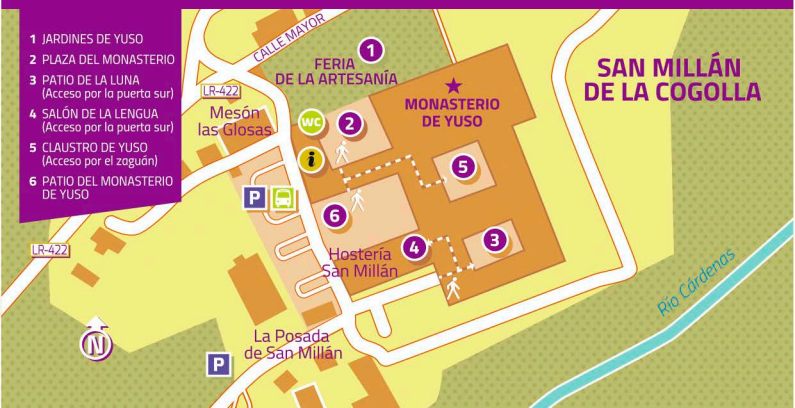 1 JARDINES DE YUSO
2 PLAZA DEL MONASTERIO
3 PATIO DE LA LUNA
(Acceso por la puerta sur)
4 SALÓN DE LA LENGUA
(Acceso por la puerta sur)
5 CLAUSTRO DE YUSO
(Acceso por el zaguán)
6 PATIO DEL MONASTERIO
DE YUSO
CALLE MAYOR
1
FERIA
DE LA ARTESANÍA
SAN MILLÁN
DE LA COGOLLA
LR-422
Mesón
las Glosas
MONASTERIO
DE YUSO
WC
2
i
5
P
6
4
3
LR-422
Hostería
San Millán
Río Cárdenas
N
La Posada
de San Millán
P